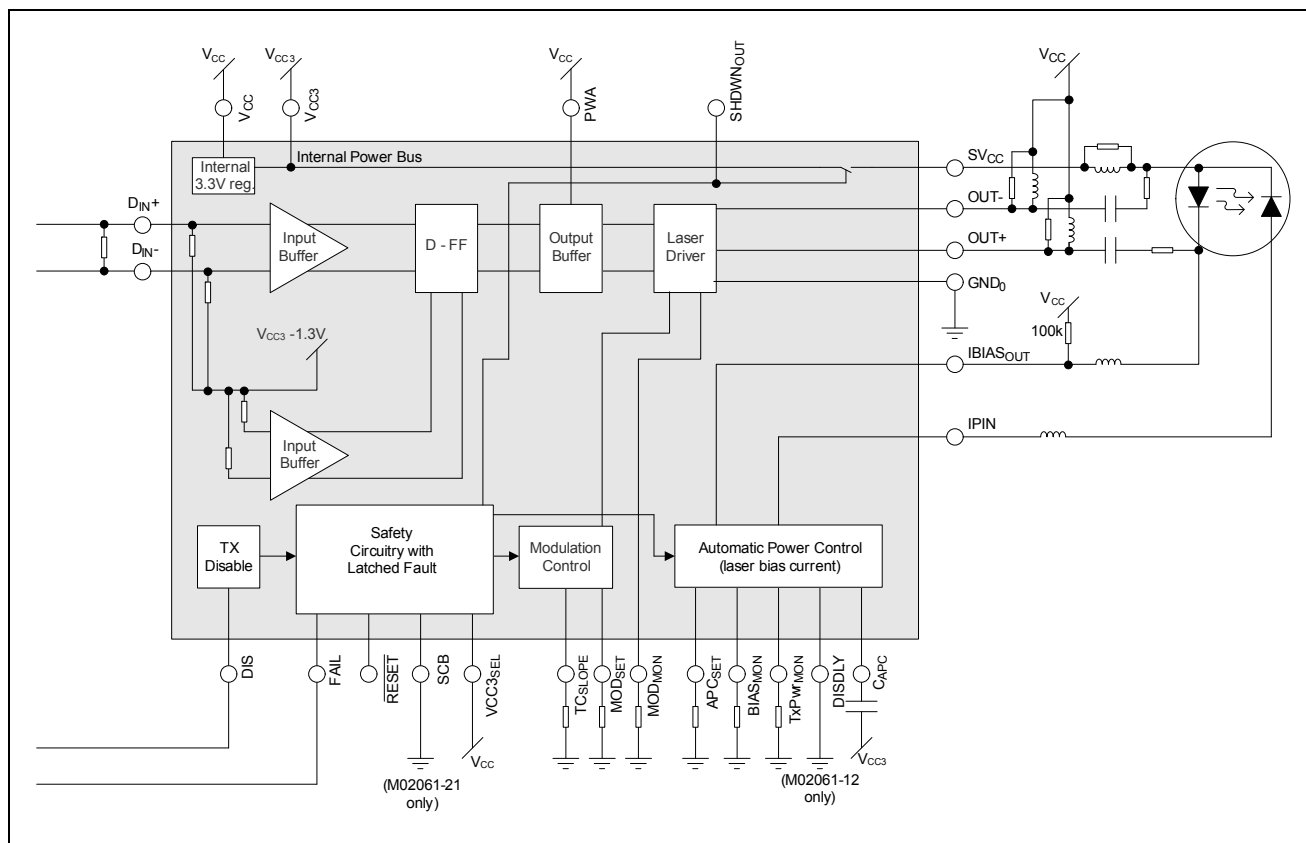 VCC
VCC3
VCC
VCC
VCC
VCC3
PWA
SHDWNOUT
Internal
3.3V reg.
Internal Power Bus
SVCC
DIN+
OUT-
Input
Buffer
D - FF
Output
Buffer
Laser
Driver
DIN-
OUT+
GND0
VCC3 -1.3V
VCC
100k
IBIASOUT
Input
Buffer
IPIN
TX
Disable
Safety
Circuitry with
Latched Fault
Modulation
Control
Automatic Power Control
(laser bias current)
DIS
FAIL
RESET
SCB
VCC3SEL
TCSLOPE
MODSET
MODMON
APCSET
BIASMON
TxPwrMON
DISDLY
CAPC
VCC
VCC3
(M02061-21
only)
(M02061-12
only)